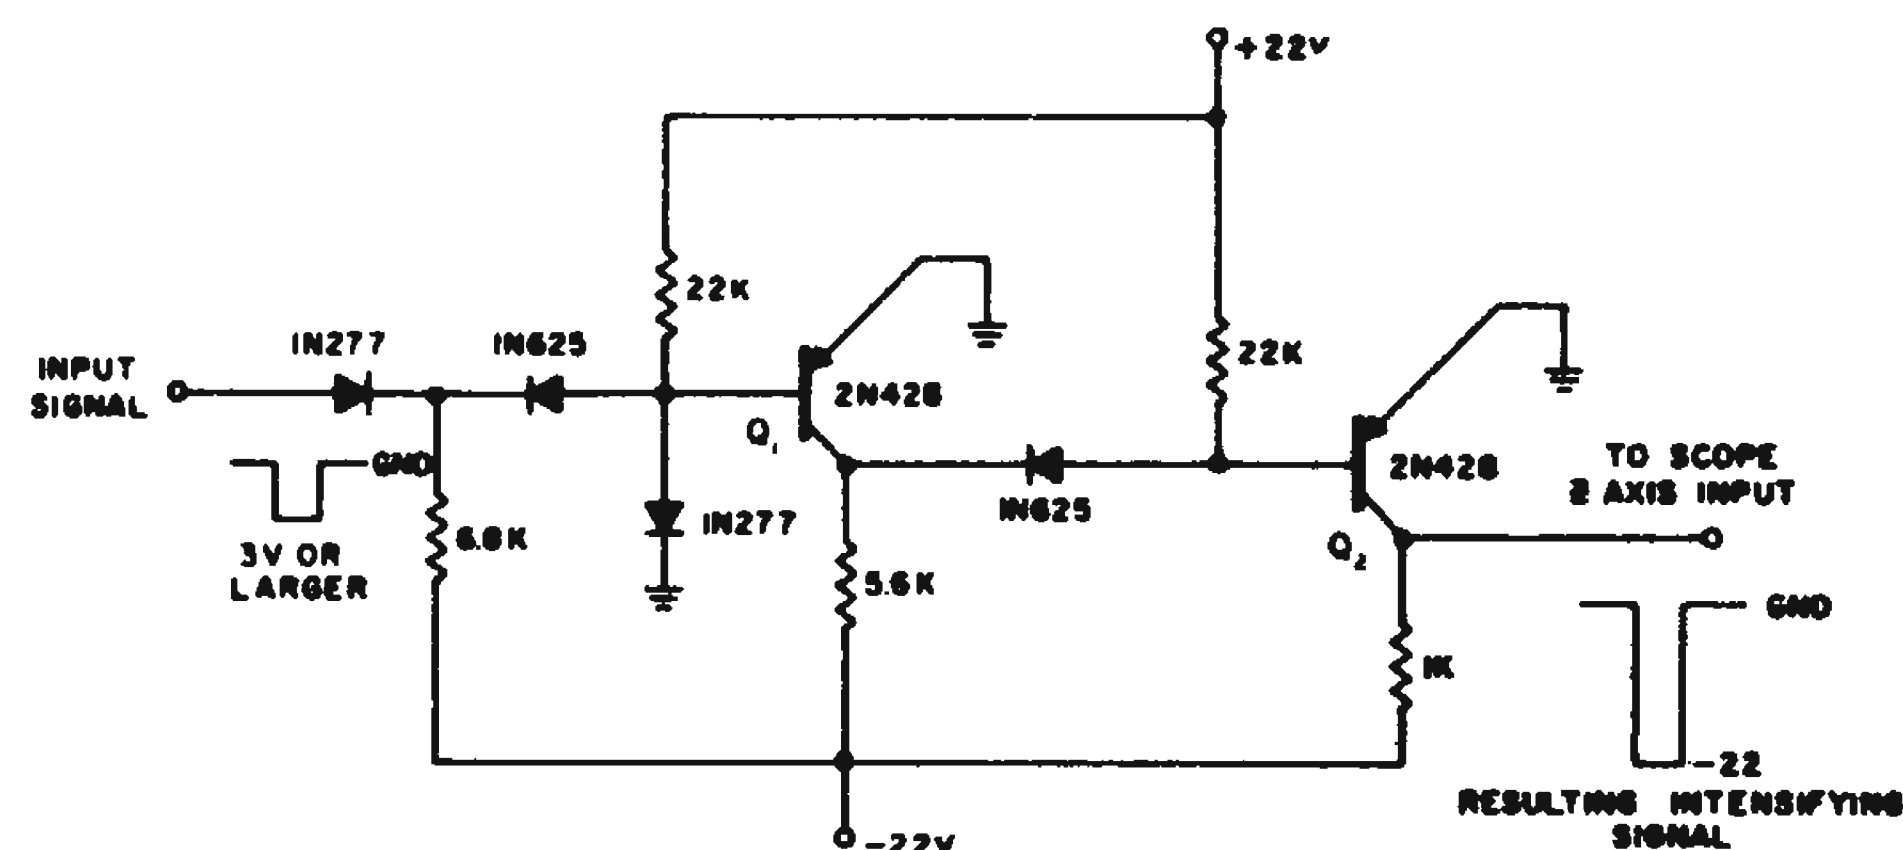 +22V
22K
IN277
IN625
INPUT
SIGNAL
22K
2N428
Q1
GND
3V OR
LARGER
6.8K
IN277
IN625
5.6K
2N428
Q2
TO SCOPE
Z AXIS INPUT
GND
1K
-22
RESULTING INTENSIFYING
SIGNAL
-22V